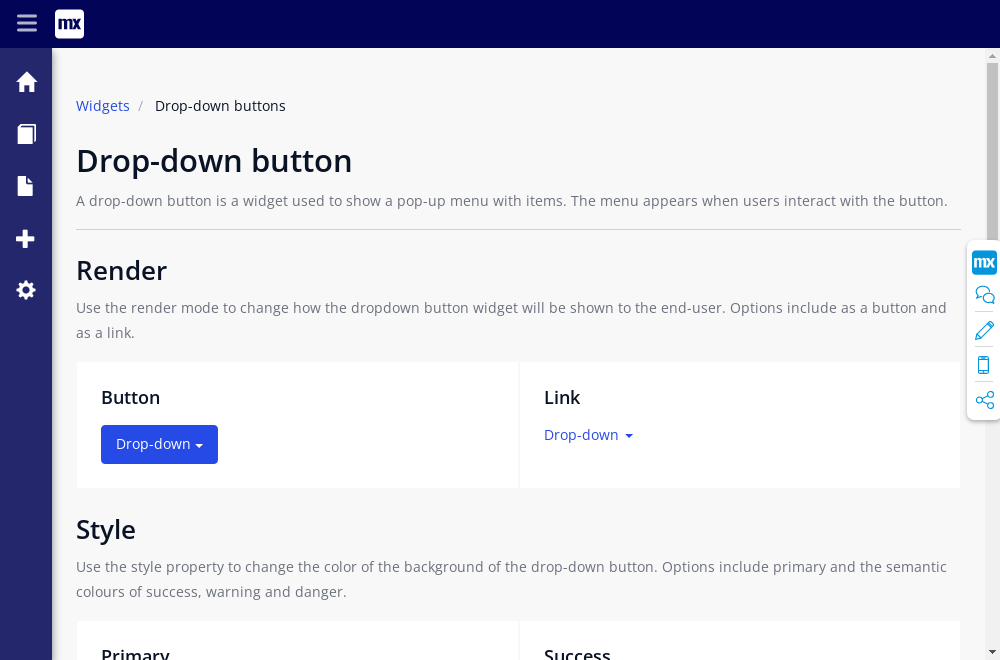 mx
Widgets / Drop-down buttons
Drop-down button
A drop-down button is a widget used to show a pop-up menu with items. The menu appears when users interact with the button.
Render
mx
Use the render mode to change how the dropdown button widget will be shown to the end-user. Options include as a button and
as a link.
Button
Link
Drop-down
Drop-down
Style
Use the style property to change the color of the background of the drop-down button. Options include primary and the semantic
colours of success, warning and danger.
Primary
Success